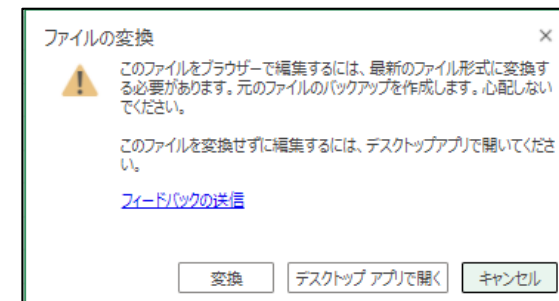 ファイルの変換
このファイルをブラウザーで編集するには、最新のファイル形式に変換す
る必要があります。元のファイルのバックアップを作成します。心配しない
でください。
このファイルを変換せずに編集するには、デスクトップアプリで開いてくださ
い。
フィードバックの送信
変換
デスクトップ アプリで開く
キャンセル